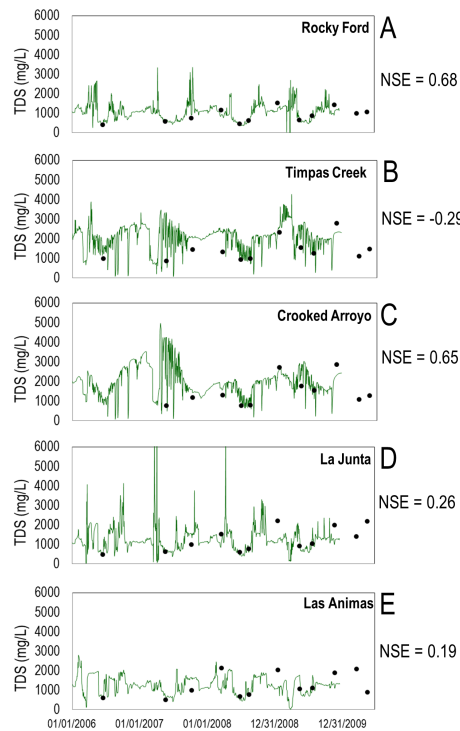 6000
5000
4000
3000
2000
1000
0
TDS (mg/L)
Rocky Ford
A
NSE = 0.68
6000
5000
4000
3000
2000
1000
0
TDS (mg/L)
Timpas Creek
B
NSE = -0.29
6000
5000
4000
3000
2000
1000
0
TDS (mg/L)
Crooked Arroyo
C
NSE = 0.65
6000
5000
4000
3000
2000
1000
0
TDS (mg/L)
La Junta
D
NSE = 0.26
6000
5000
4000
3000
2000
1000
0
TDS (mg/L)
Las Animas
E
NSE = 0.19
01/01/2006 01/01/2007 01/01/2008 12/31/2008 12/31/2009